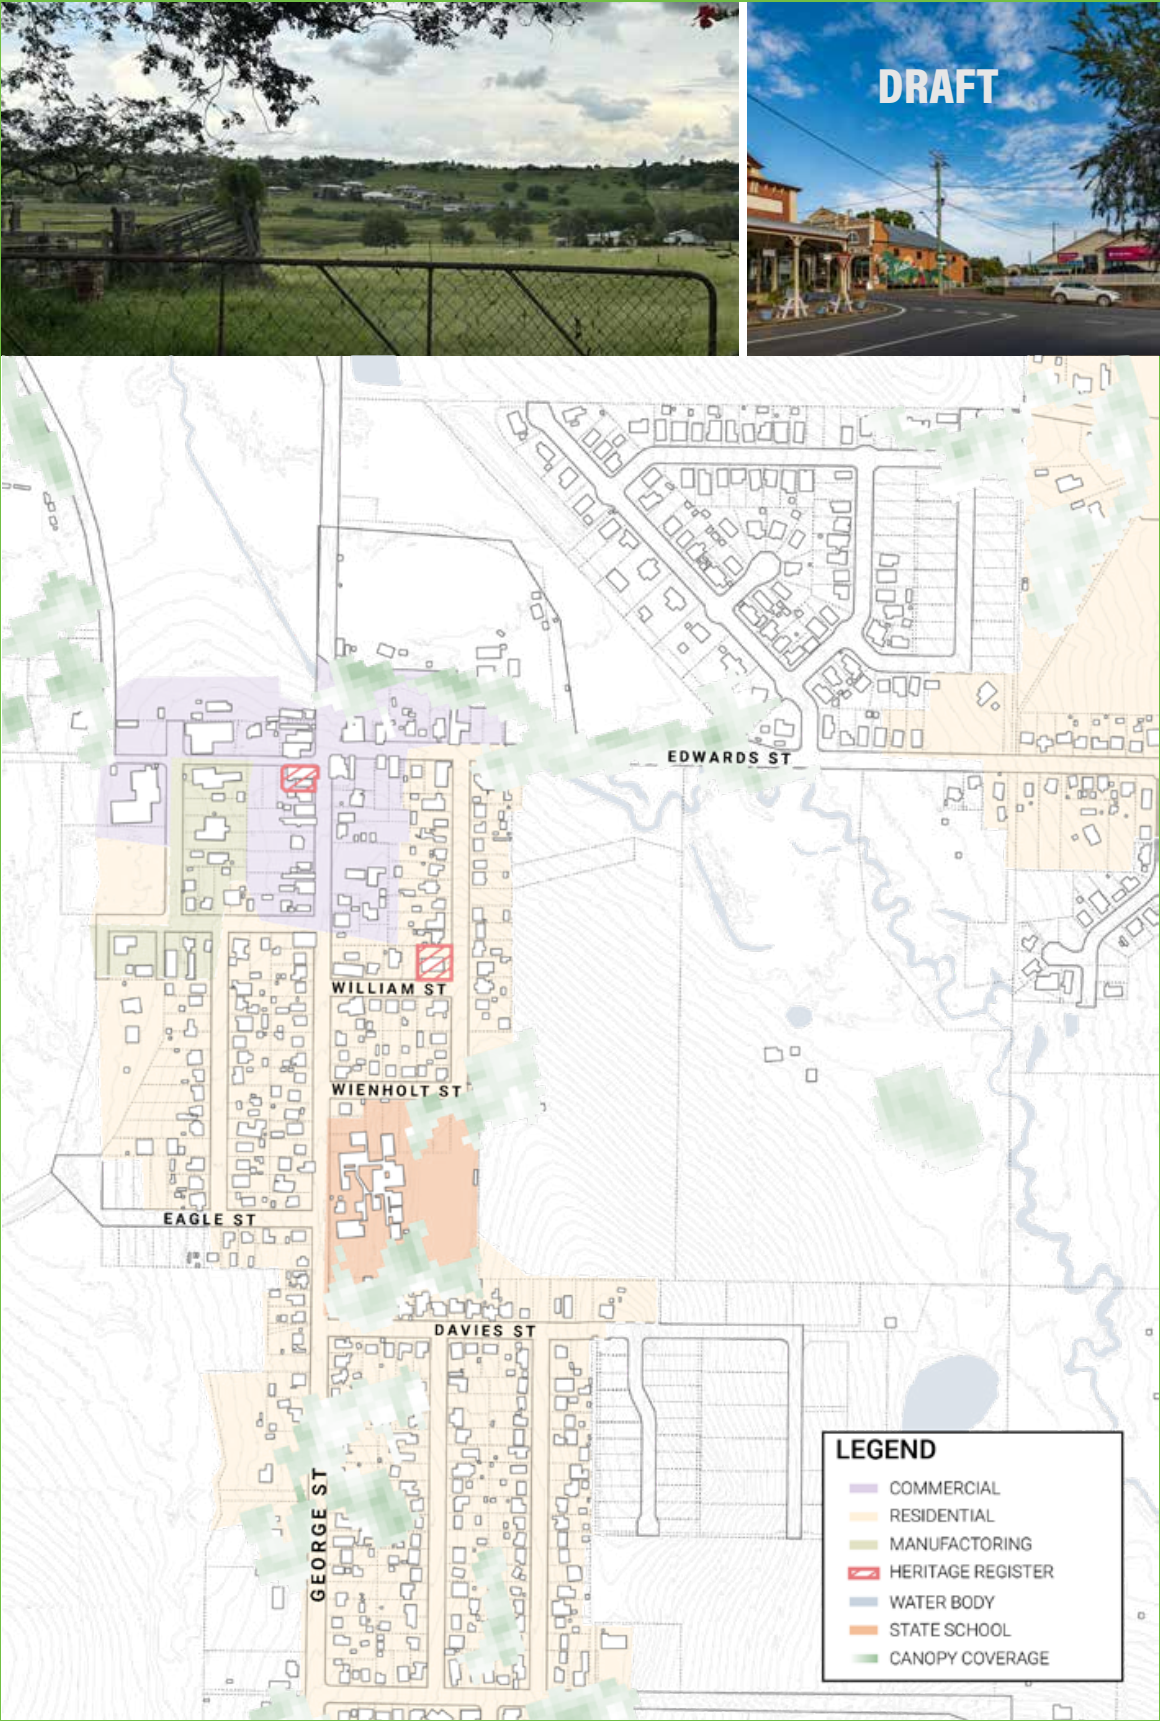 DRAFT
EDWARDS ST
WILLIAM ST
WIENHOLT ST
EAGLE ST
DAVIES ST
GEORGE ST
LEGEND
COMMERCIAL
RESIDENTIAL
MANUFACTORING
HERITAGE REGISTER
WATER BODY
STATE SCHOOL
CANOPY COVERAGE